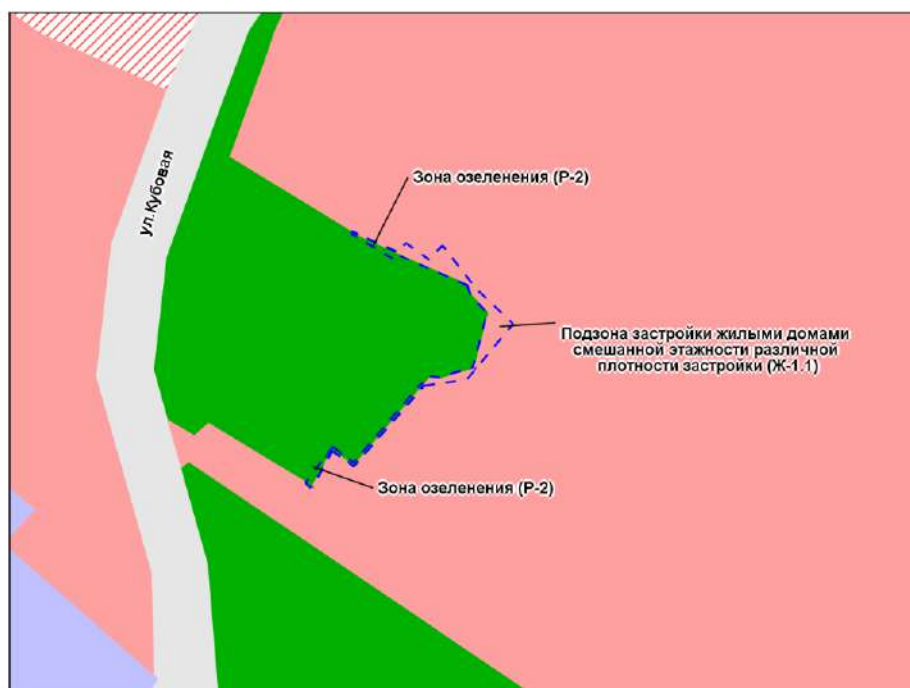 Зона озеленения (Р-2)
ул.Кубовая
Подзона застройки жилыми домами
смешанной этажности различной
плотности застройки (Ж-1.1)
Зона озеленения (Р-2)